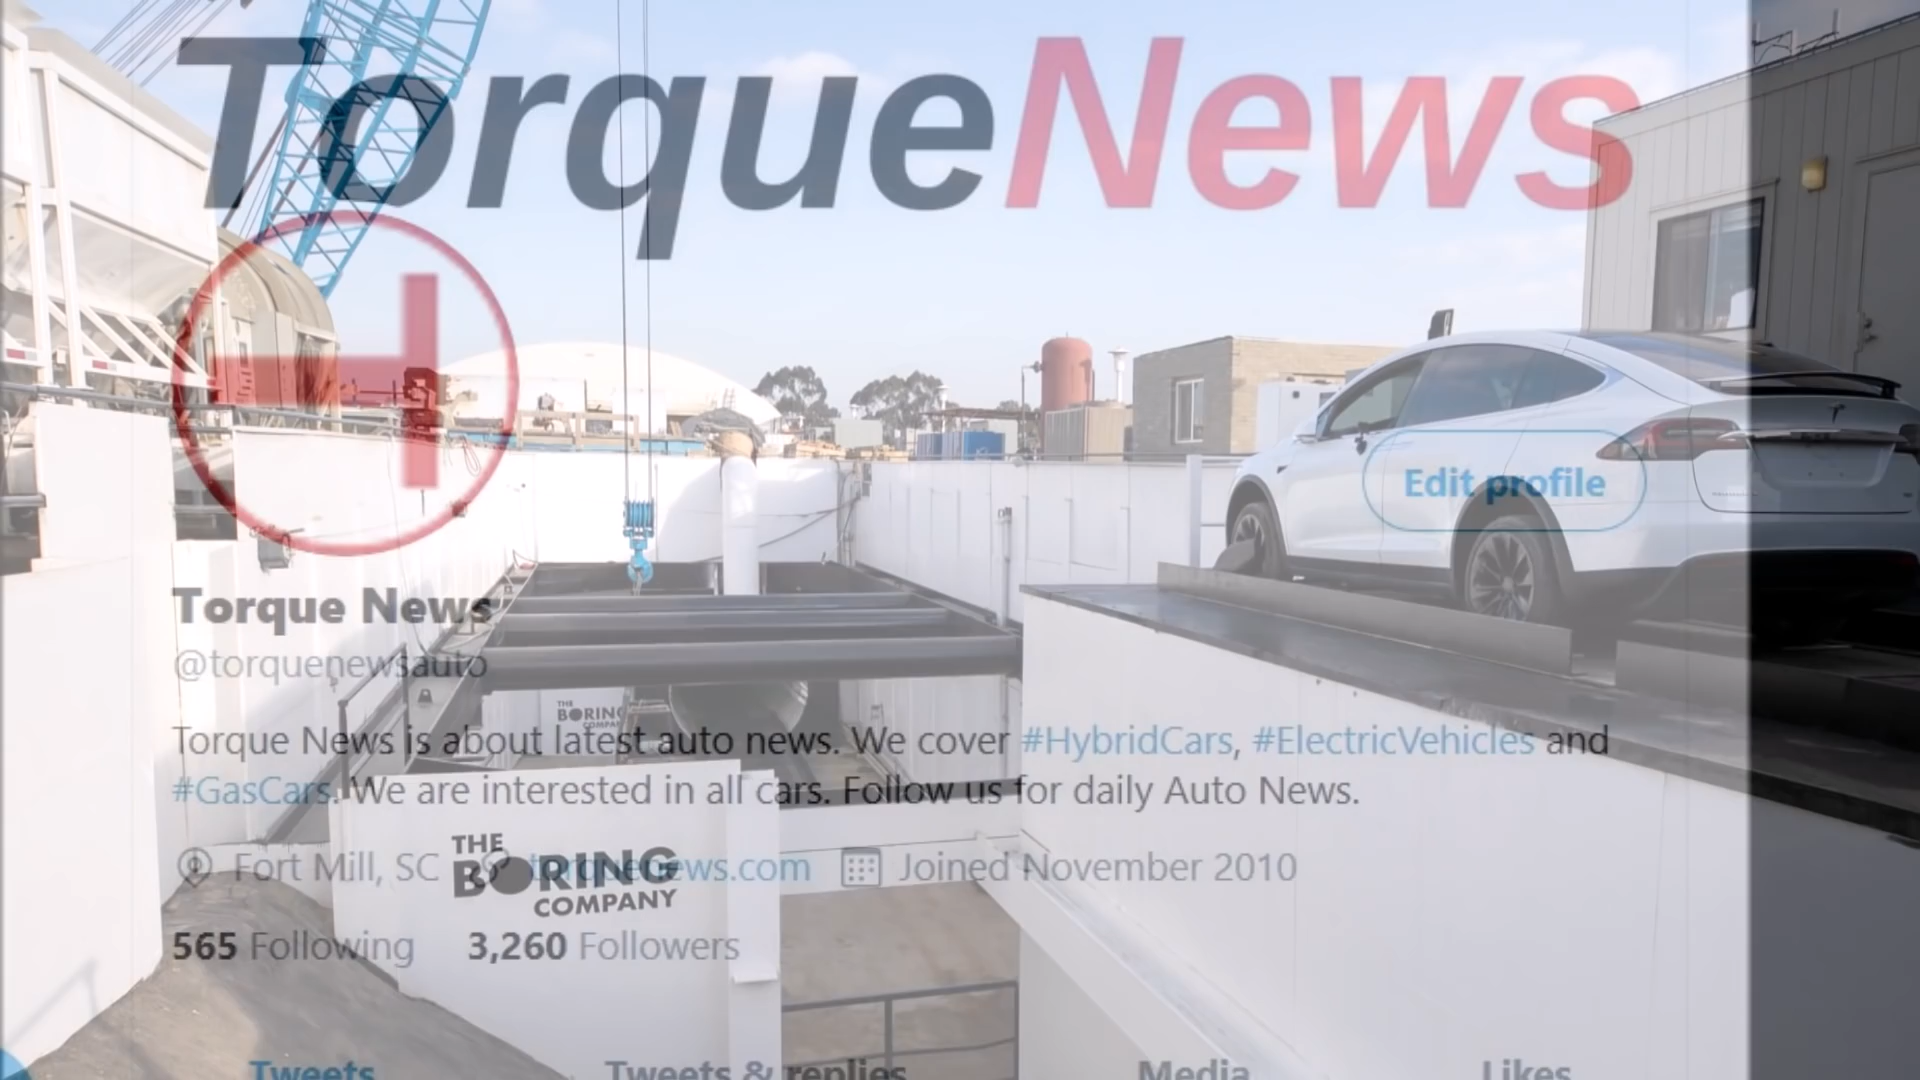 TorqueNews
Edit profile
Torque News
@torquenewsauto
THE
BORING
Torque News is about latest auto news. We cover #HybridCars, #ElectricVehicles and
#GasCars. We are interested in all cars. Follow us for daily Auto News.
Fort Mill, SC torquenews.com Joined November 2010
THE
BORING
COMPANY
565 Following 3,260 Followers
Tweets Tweets & replies Media Likes